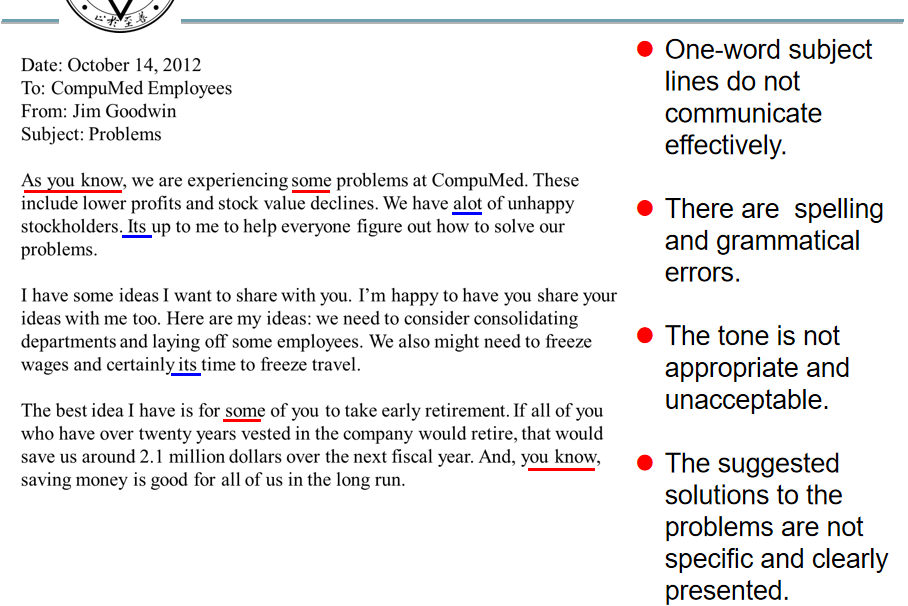 心於至善
Date: October 14, 2012
To: CompuMed Employees
From: Jim Goodwin
Subject: Problems
As you know, we are experiencing some problems at CompuMed. These
include lower profits and stock value declines. We have alot of unhappy
stockholders. Its up to me to help everyone figure out how to solve our
problems.
I have some ideas I want to share with you. I’m happy to have you share your
ideas with me too. Here are my ideas: we need to consider consolidating
departments and laying off some employees. We also might need to freeze
wages and certainly its time to freeze travel.
The best idea I have is for some of you to take early retirement. If all of you
who have over twenty years vested in the company would retire, that would
save us around 2.1 million dollars over the next fiscal year. And, you know,
saving money is good for all of us in the long run.
One-word subject
lines do not
communicate
effectively.
There are  spelling
and grammatical
errors.
The tone is not
appropriate and
unacceptable.
The suggested
solutions to the
problems are not
specific and clearly
presented.